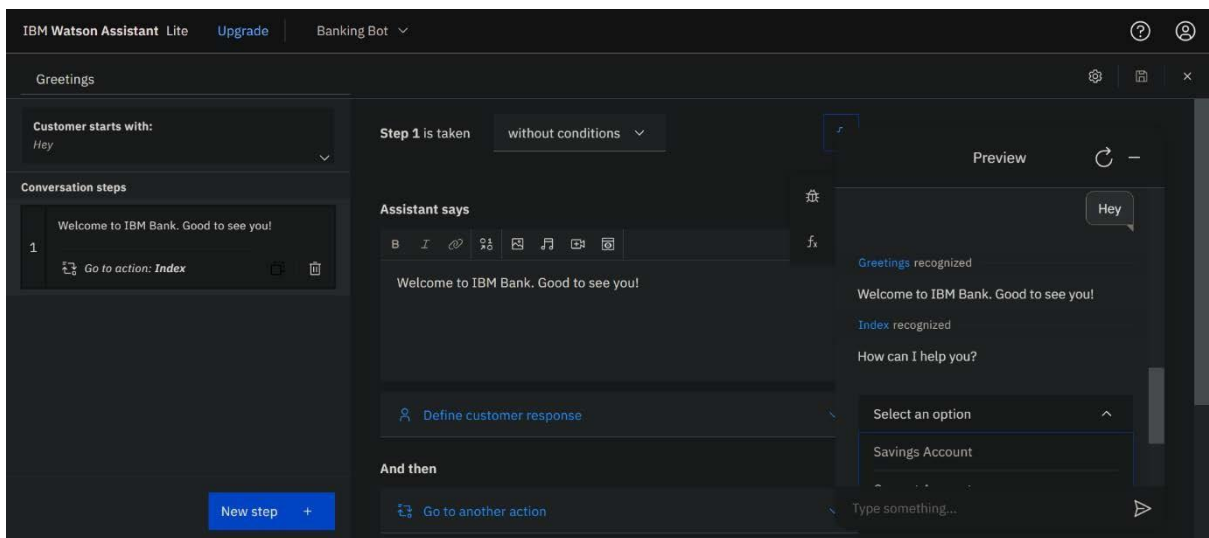 IBM Watson Assistant Lite Upgrade Banking Bot
Greetings
Customer starts with:
Hey
Conversation steps
1
Welcome to IBM Bank. Good to see you!
Go to action: Index
New step +
Step 1 is taken without conditions
Assistant says
B I
Welcome to IBM Bank. Good to see you!
Define customer response
And then
Go to another action
fx
Preview
Hey
Greetings recognized
Welcome to IBM Bank. Good to see you!
Index recognized
How can I help you?
Select an option
Savings Account
Type something...